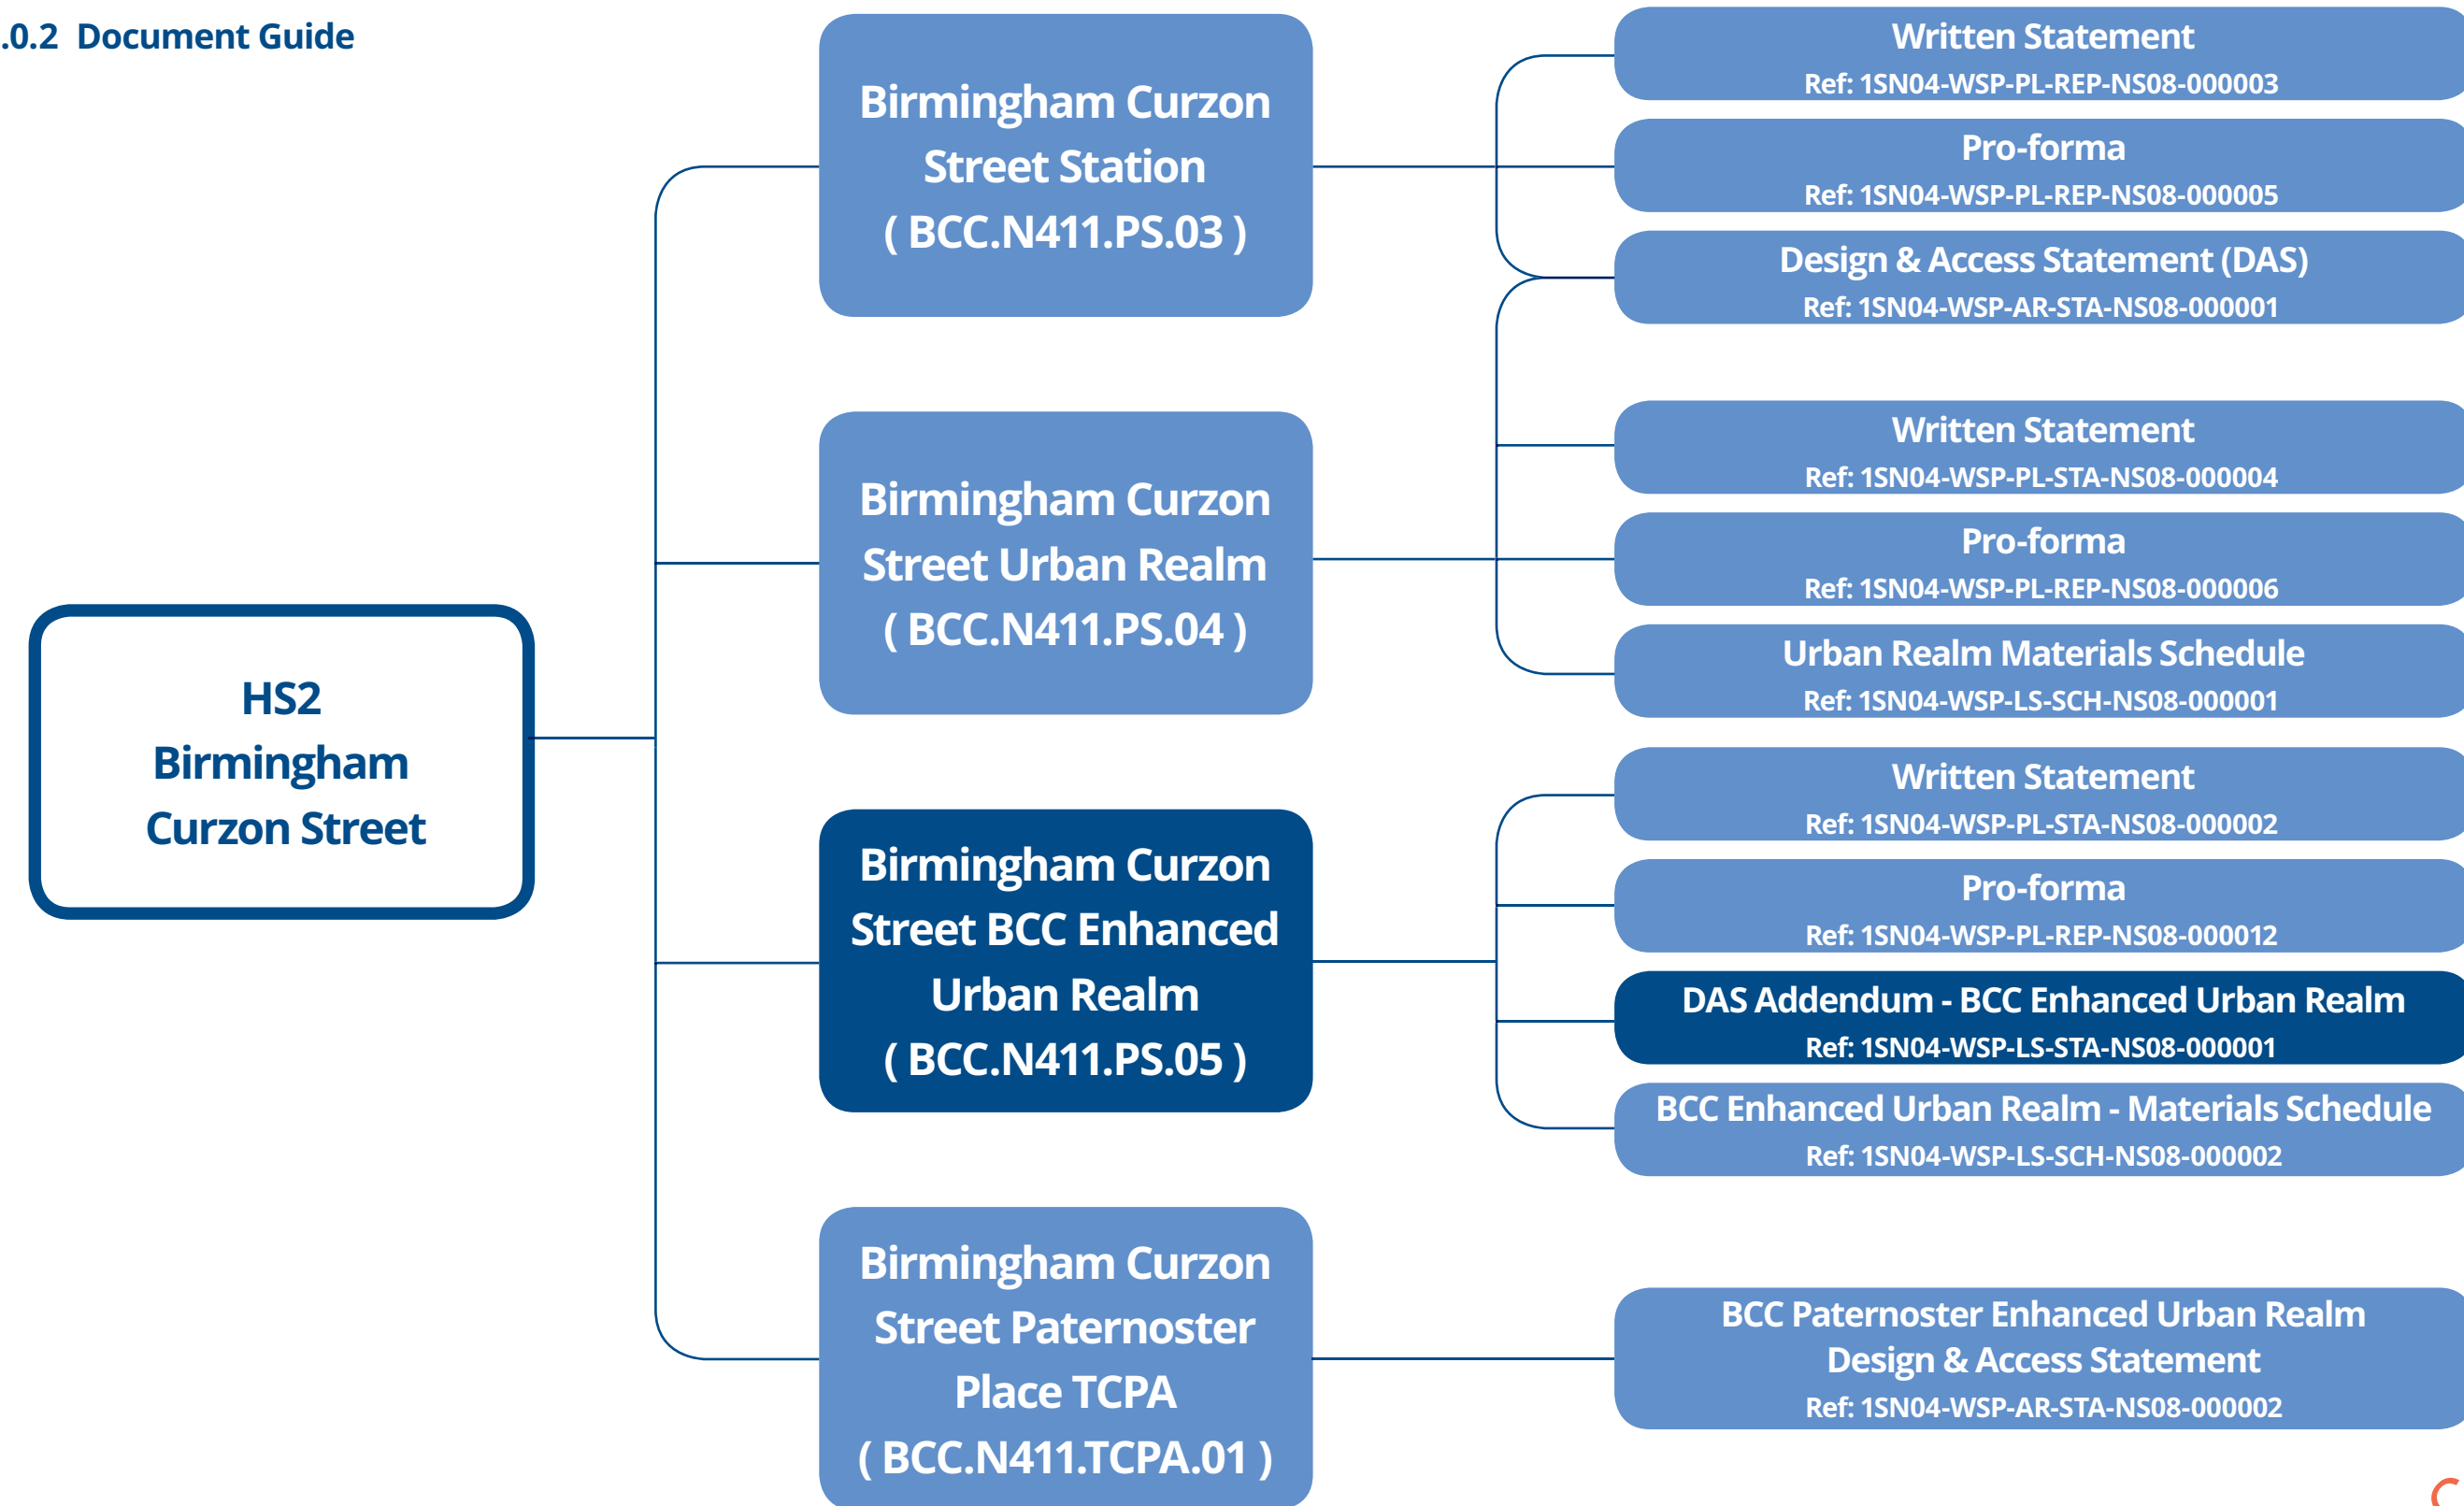 .0.2 Document Guide
HS2
Birmingham
Curzon Street
Birmingham Curzon
Street Station
( BCC.N411.PS.03 )
Written Statement
Ref: 1SN04-WSP-PL-REP-NS08-000003
Pro-forma
Ref: 1SN04-WSP-PL-REP-NS08-000005
Design & Access Statement (DAS)
Ref: 1SN04-WSP-AR-STA-NS08-000001
Birmingham Curzon
Street Urban Realm
( BCC.N411.PS.04 )
Written Statement
Ref: 1SN04-WSP-PL-STA-NS08-000004
Pro-forma
Ref: 1SN04-WSP-PL-REP-NS08-000006
Urban Realm Materials Schedule
Ref: 1SN04-WSP-LS-SCH-NS08-000001
Birmingham Curzon
Street BCC Enhanced
Urban Realm
( BCC.N411.PS.05 )
Written Statement
Ref: 1SN04-WSP-PL-STA-NS08-000002
Pro-forma
Ref: 1SN04-WSP-PL-REP-NS08-000012
DAS Addendum - BCC Enhanced Urban Realm
Ref: 1SN04-WSP-LS-STA-NS08-000001
BCC Enhanced Urban Realm - Materials Schedule
Ref: 1SN04-WSP-LS-SCH-NS08-000002
Birmingham Curzon
Street Paternoster
Place TCPA
( BCC.N411.TCPA.01 )
BCC Paternoster Enhanced Urban Realm
Design & Access Statement
Ref: 1SN04-WSP-AR-STA-NS08-000002